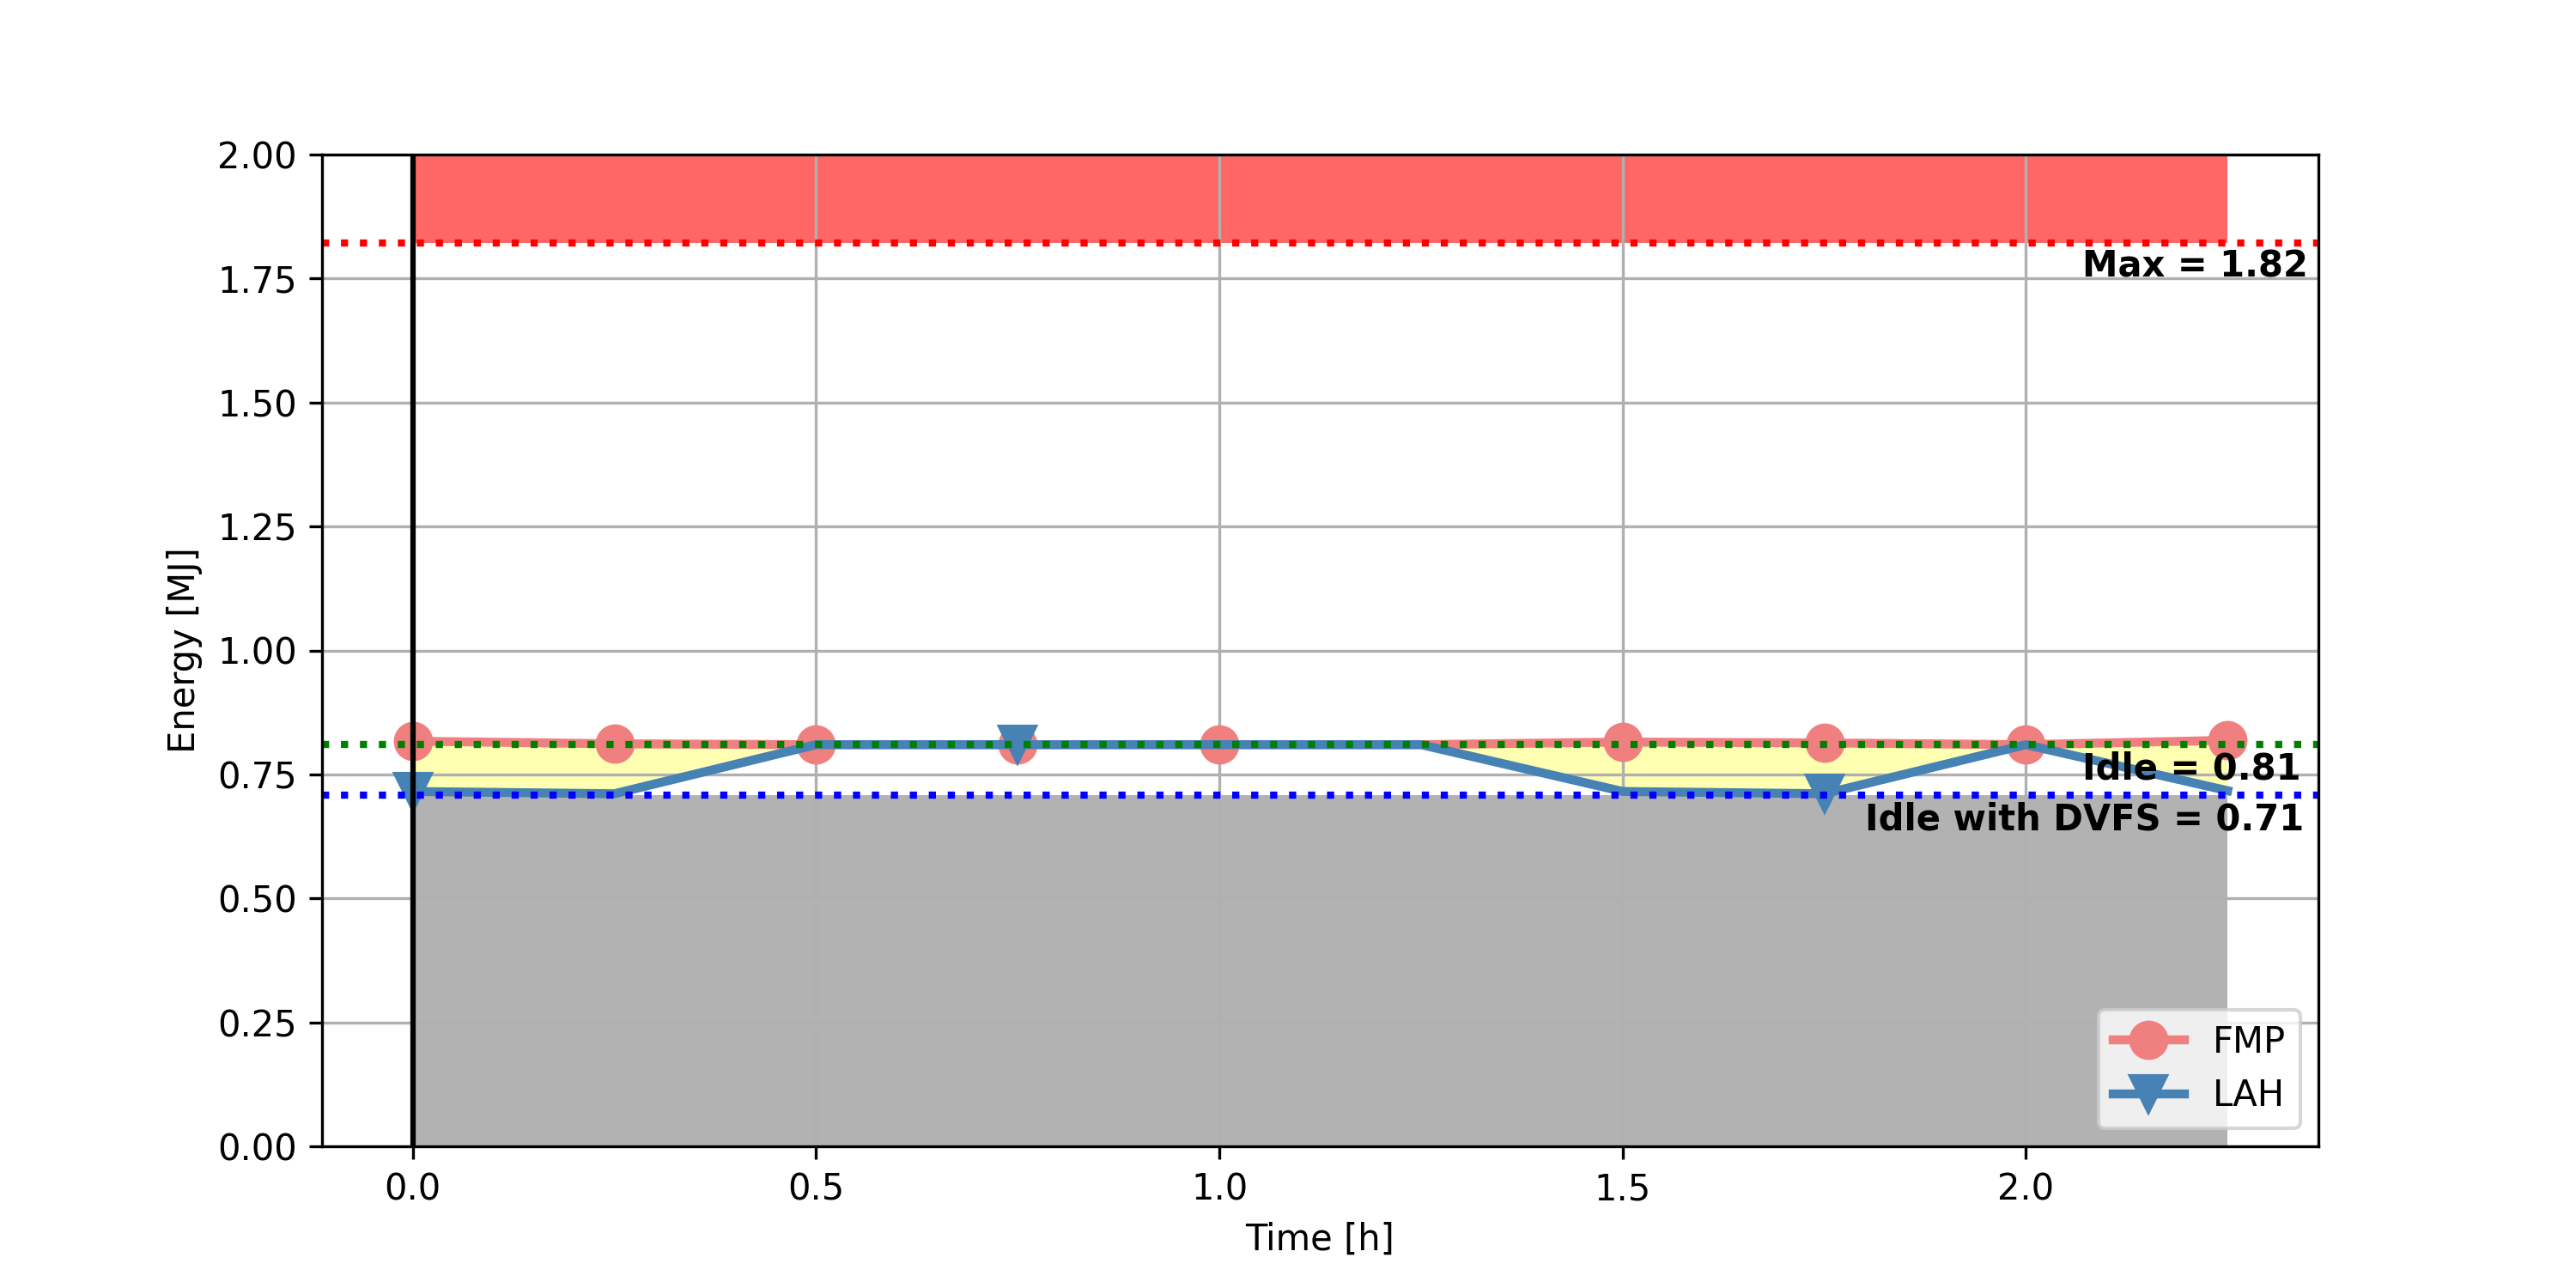 2.00
1.75
1.50
1.25
1.00
0.75
0.50
0.25
0.00
Energy [MJ]
Max = 1.82
Idle = 0.81
Idle with DVFS = 0.71
FMP
LAH
0.0 0.5 1.0 1.5 2.0
Time [h]